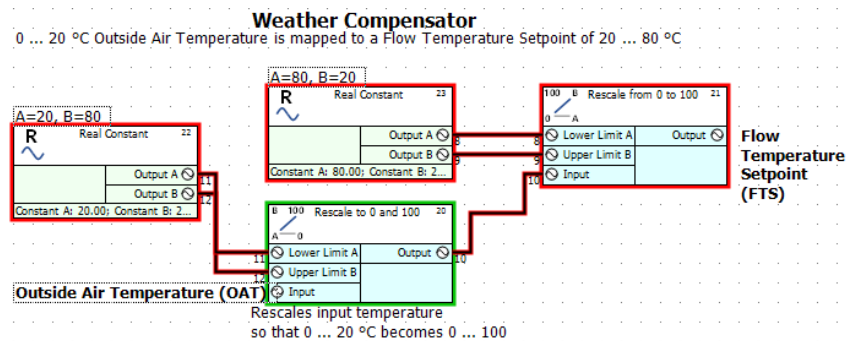 Weather Compensator
0 ... 20 °C Outside Air Temperature is mapped to a Flow Temperature Setpoint of 20 ... 80 °C
A=80, B=20
R Real Constant 23
Output A 8
Output B 9
Constant A: 80.00; Constant B: 2...
100 B Rescale from 0 to 100 21
0 A
8 Lower Limit A Output
9 Upper Limit B
10 Input
Flow
Temperature
Setpoint
(FTS)
A=20, B=80
R Real Constant 22
Output A 11
Output B 12
Constant A: 20.00; Constant B: 2...
B 100 Rescale to 0 and 100 20
A 0
11 Lower Limit A Output 10
12 Upper Limit B
Outside Air Temperature (OAT) Input
Rescales input temperature
so that 0 ... 20 °C becomes 0 ... 100